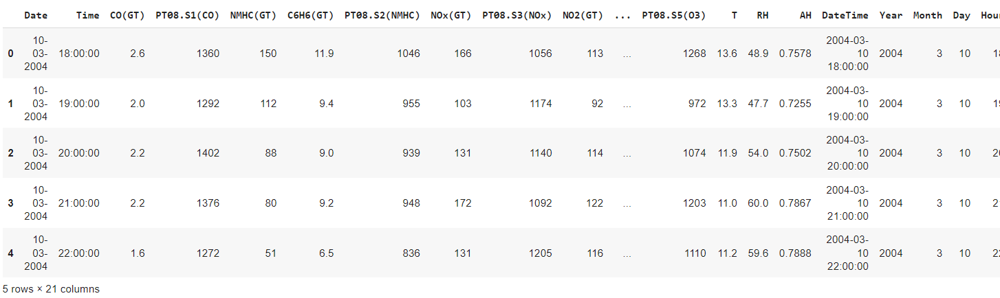 Date Time CO(GT) PT08.S1(CO) NMHC(GT) C6H6(GT) PT08.S2(NMHC) NOx(GT) PT08.S3(NOx) NO2(GT) ... PT08.S5(O3) T RH AH DateTime Year Month Day
0 10-03-2004 18:00:00 2.6 1360 150 11.9 1046 166 1056 113 ... 1268 13.6 48.9 0.7578 2004-03-10 18:00:00 2004 3 10
1 10-03-2004 19:00:00 2.0 1292 112 9.4 955 103 1174 92 ... 972 13.3 47.7 0.7255 2004-03-10 19:00:00 2004 3 10
2 10-03-2004 20:00:00 2.2 1402 88 9.0 939 131 1140 114 ... 1074 11.9 54.0 0.7502 2004-03-10 20:00:00 2004 3 10
3 10-03-2004 21:00:00 2.2 1376 80 9.2 948 172 1092 122 ... 1203 11.0 60.0 0.7867 2004-03-10 21:00:00 2004 3 10
4 10-03-2004 22:00:00 1.6 1272 51 6.5 836 131 1205 116 ... 1110 11.2 59.6 0.7888 2004-03-10 22:00:00 2004 3 10
5 rows × 21 columns